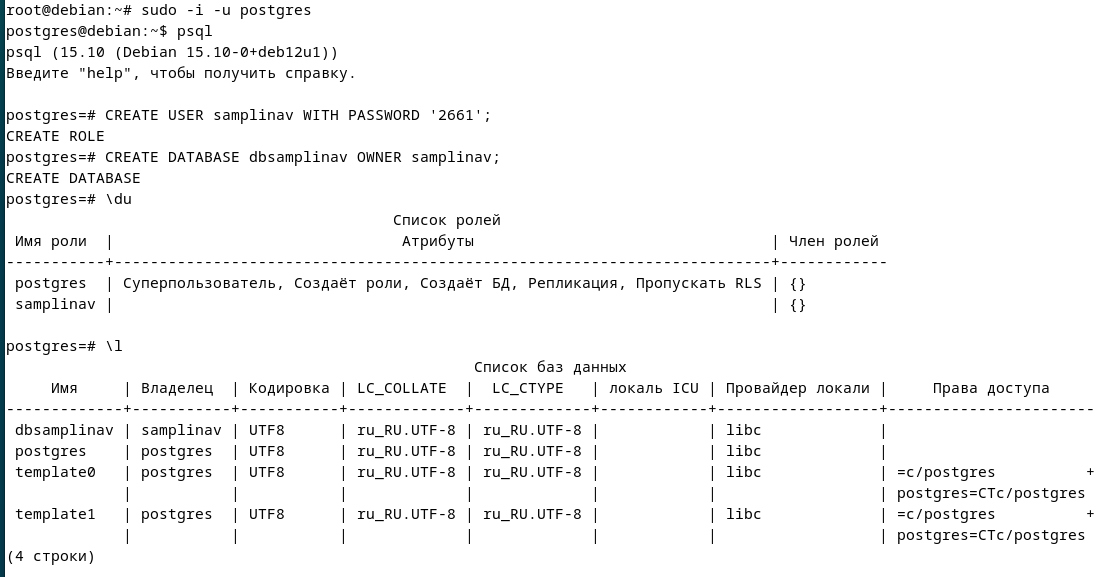 root@debian:~# sudo -i -u postgres
postgres@debian:~$ psql
psql (15.10 (Debian 15.10-0+deb12u1))
Введите "help", чтобы получить справку.

postgres=# CREATE USER samplinav WITH PASSWORD '2661';
CREATE ROLE
postgres=# CREATE DATABASE dbsamplinav OWNER samplinav;
CREATE DATABASE
postgres=# \du
                                           Список ролей
 Имя роли  |                                Атрибуты                                 | Член ролей
-----------+-------------------------------------------------------------------------+------------
 postgres  | Суперпользователь, Создаёт роли, Создаёт БД, Репликация, Пропускать RLS | {}
 samplinav |                                                                         | {}

postgres=# \l
                                                    Список баз данных
     Имя     | Владелец  | Кодировка | LC_COLLATE  |  LC_CTYPE   | локаль ICU | Провайдер локали |     Права доступа
-------------+-----------+-----------+-------------+-------------+------------+------------------+-----------------------
 dbsamplinav | samplinav | UTF8      | ru_RU.UTF-8 | ru_RU.UTF-8 |            | libc             |
 postgres    | postgres  | UTF8      | ru_RU.UTF-8 | ru_RU.UTF-8 |            | libc             |
 template0   | postgres  | UTF8      | ru_RU.UTF-8 | ru_RU.UTF-8 |            | libc             | =c/postgres          +
             |           |           |             |             |            |                  | postgres=CTc/postgres
 template1   | postgres  | UTF8      | ru_RU.UTF-8 | ru_RU.UTF-8 |            | libc             | =c/postgres          +
             |           |           |             |             |            |                  | postgres=CTc/postgres
(4 строки)